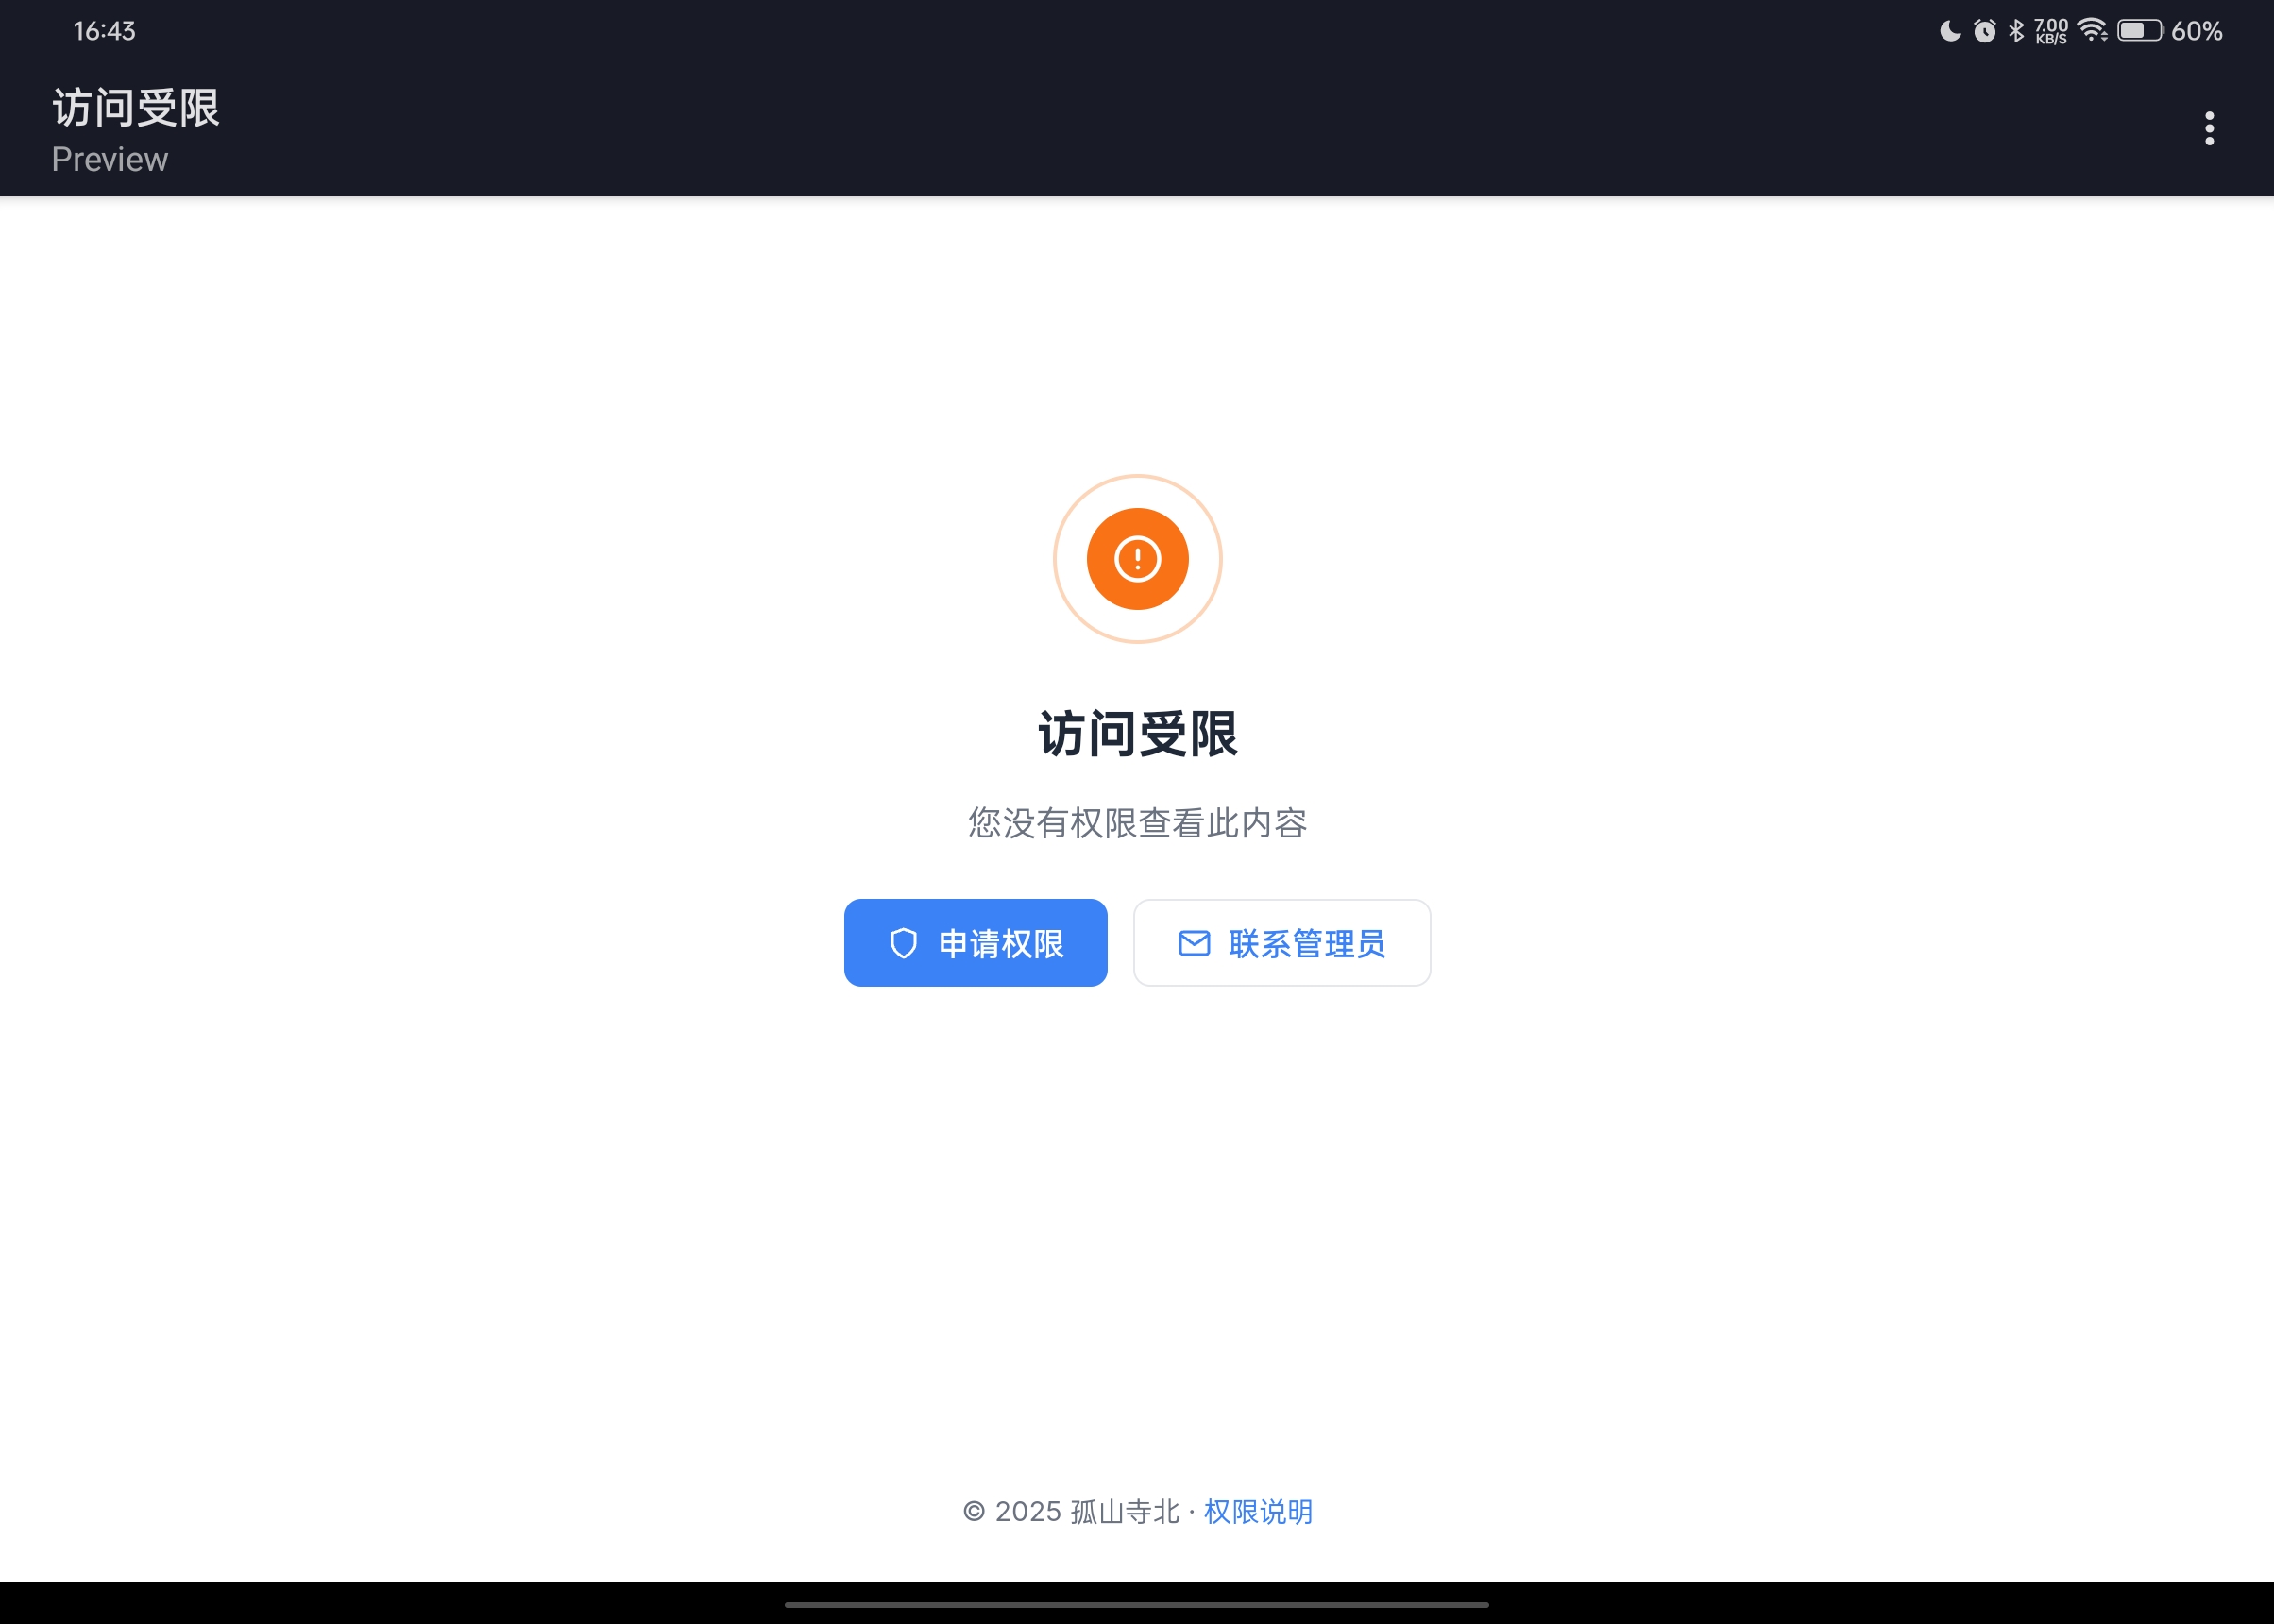 16:43
7.00
KB/S
60%
访问受限
Preview
访问受限
您没有权限查看此内容
申请权限
联系管理员
© 2025 孤山寺北 · 权限说明